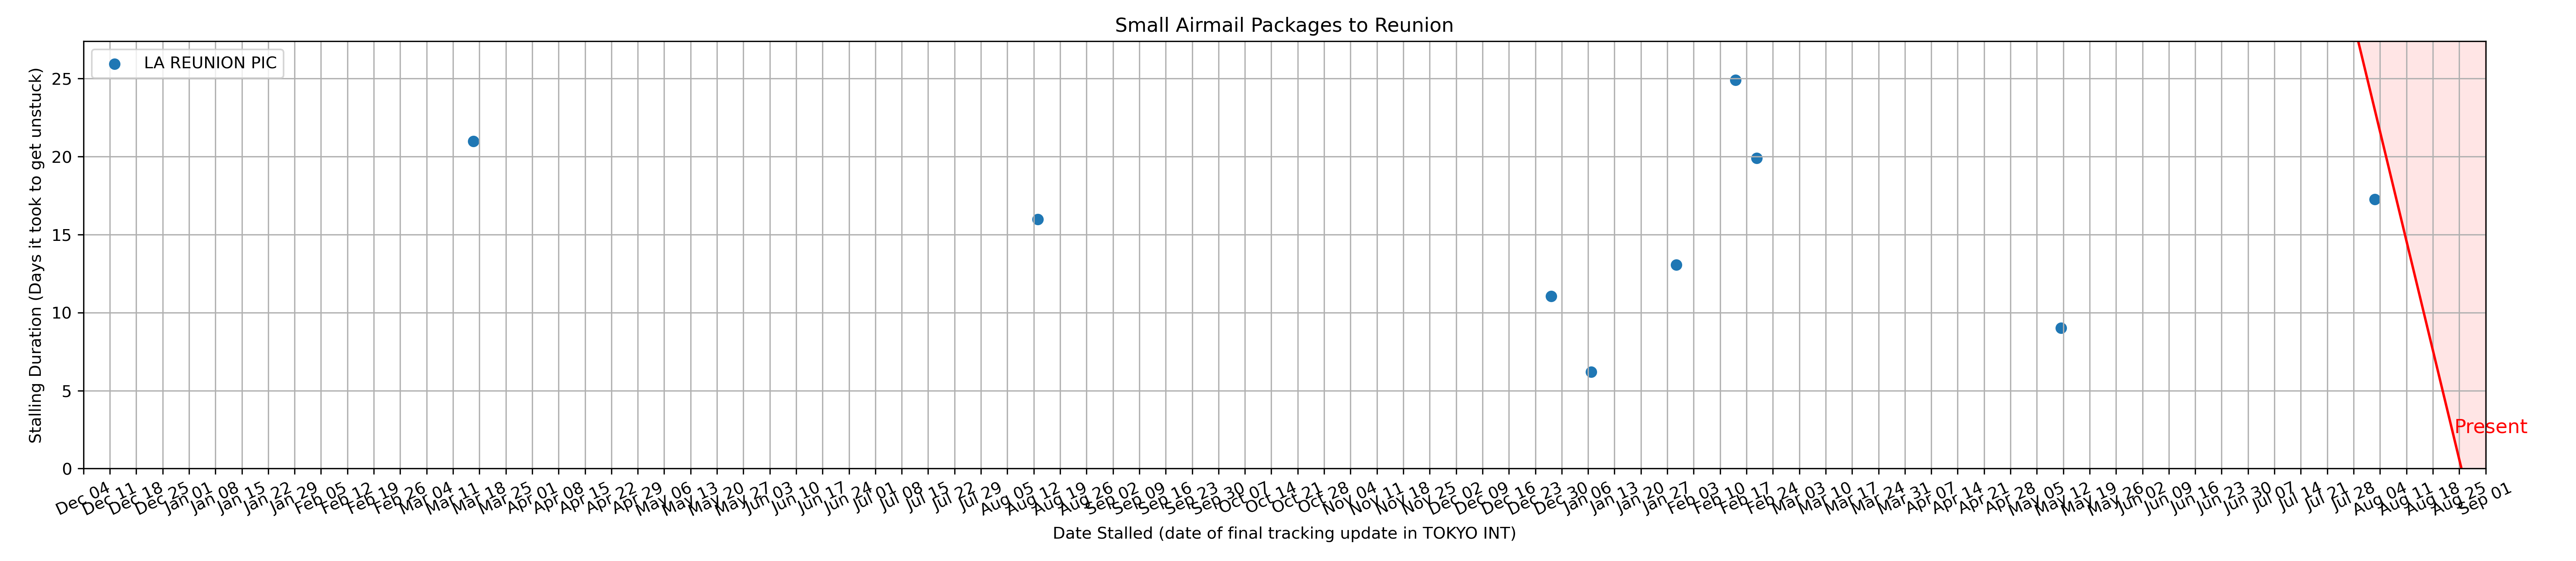 Small Airmail Packages to Reunion
LA REUNION PIC
Stalling Duration (Days it took to get unstuck)
25
20
15
10
5
0
Present
Dec 04 Dec 11 Dec 18 Dec 25 Jan 01 Jan 08 Jan 15 Jan 22 Jan 29 Feb 05 Feb 12 Feb 19 Feb 26 Mar 04 Mar 11 Mar 18 Mar 25 Apr 01 Apr 08 Apr 15 Apr 22 Apr 29 May 06 May 13 May 20 May 27 Jun 03 Jun 10 Jun 17 Jun 24 Jul 01 Jul 08 Jul 15 Jul 22 Jul 29 Aug 05 Aug 12 Aug 19 Aug 26 Sep 02 Sep 09 Sep 16 Sep 23 Sep 30 Oct 07 Oct 14 Oct 21 Oct 28 Nov 04 Nov 11 Nov 18 Nov 25 Dec 02 Dec 09 Dec 16 Dec 23 Dec 30 Jan 06 Jan 13 Jan 20 Jan 27 Feb 03 Feb 10 Feb 17 Feb 24 Mar 03 Mar 10 Mar 17 Mar 24 Mar 31 Apr 07 Apr 14 Apr 21 Apr 28 May 05 May 12 May 19 May 26 Jun 02 Jun 09 Jun 16 Jun 23 Jun 30 Jul 07 Jul 14 Jul 21 Jul 28 Aug 04 Aug 11 Aug 18 Aug 25 Sep 01
Date Stalled (date of final tracking update in TOKYO INT)